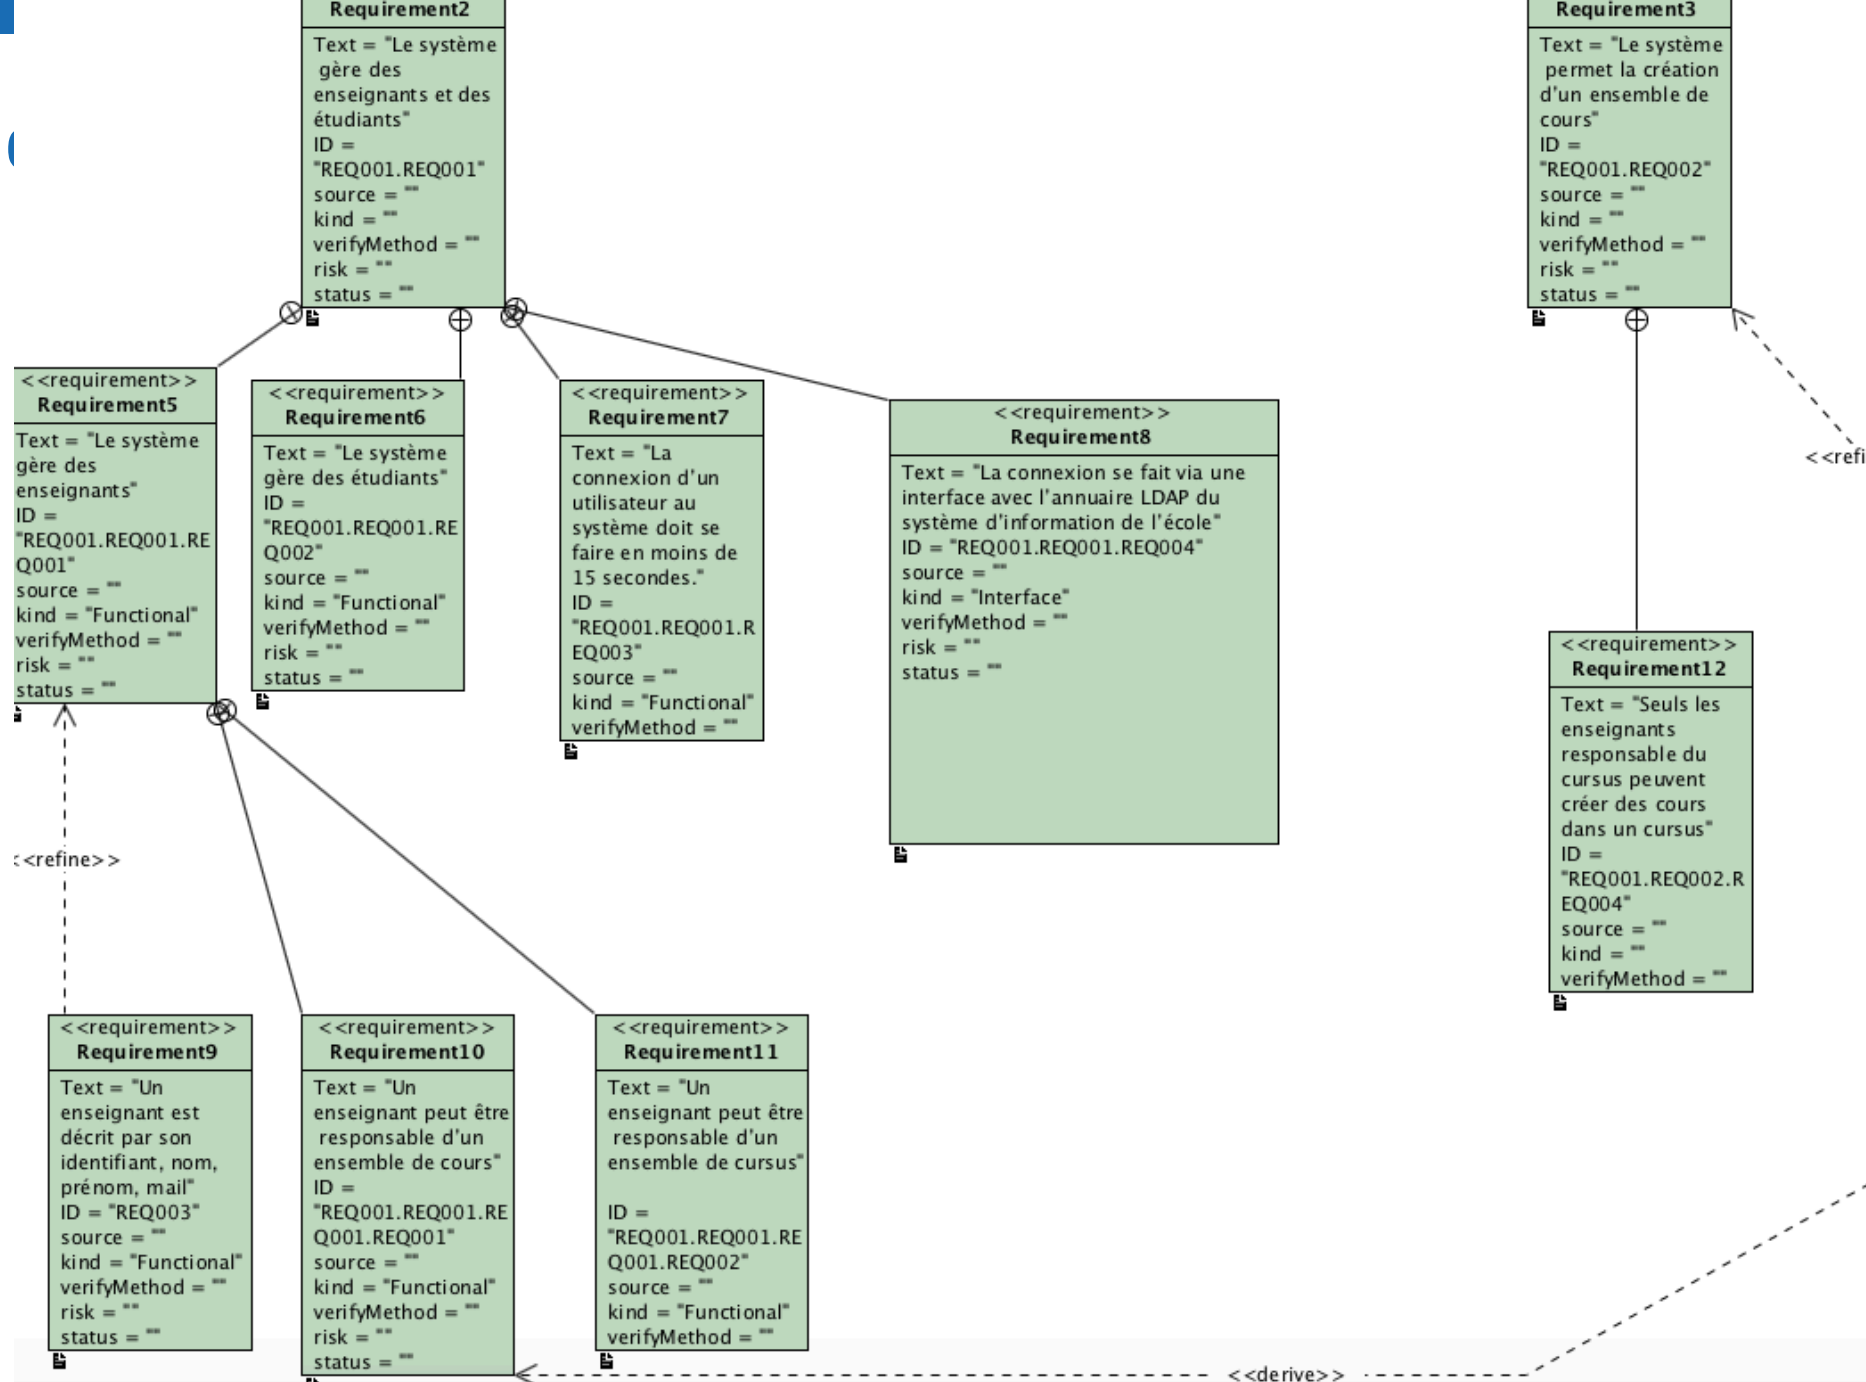 Requirement2
Text = "Le système
gère des
enseignants et des
étudiants"
ID =
"REQ001.REQ001"
source = ""
kind = ""
verifyMethod = ""
risk = ""
status = ""
Requirement3
Text = "Le système
permet la création
d'un ensemble de
cours"
ID =
"REQ001.REQ002"
source = ""
kind = ""
verifyMethod = ""
risk = ""
status = ""
<<requirement>>
Requirement5
Text = "Le système
gère des
enseignants"
ID =
"REQ001.REQ001.RE
Q001"
source = ""
kind = "Functional"
verifyMethod = ""
risk = ""
status = ""
<<requirement>>
Requirement6
Text = "Le système
gère des étudiants"
ID =
"REQ001.REQ001.RE
Q002"
source = ""
kind = "Functional"
verifyMethod = ""
risk = ""
status = ""
<<requirement>>
Requirement7
Text = "La
connexion d'un
utilisateur au
système doit se
faire en moins de
15 secondes."
ID =
"REQ001.REQ001.R
EQ003"
source = ""
kind = "Functional"
verifyMethod = ""
<<requirement>>
Requirement8
Text = "La connexion se fait via une
interface avec l'annuaire LDAP du
système d'information de l'école"
ID = "REQ001.REQ001.REQ004"
source = ""
kind = "Interface"
verifyMethod = ""
risk = ""
status = ""
<<refi
<<requirement>>
Requirement12
Text = "Seuls les
enseignants
responsable du
cursus peuvent
créer des cours
dans un cursus"
ID =
"REQ001.REQ002.R
EQ004"
source = ""
kind = ""
verifyMethod = ""
<<refine>>
<<requirement>>
Requirement9
Text = "Un
enseignant est
décrit par son
identifiant, nom,
prénom, mail"
ID = "REQ003"
source = ""
kind = "Functional"
verifyMethod = ""
risk = ""
status = ""
<<requirement>>
Requirement10
Text = "Un
enseignant peut être
responsable d'un
ensemble de cours"
ID =
"REQ001.REQ001.RE
Q001.REQ001"
source = ""
kind = "Functional"
verifyMethod = ""
risk = ""
status = ""
<<requirement>>
Requirement11
Text = "Un
enseignant peut être
responsable d'un
ensemble de cursus"
ID =
"REQ001.REQ001.RE
Q001.REQ002"
source = ""
kind = "Functional"
verifyMethod = ""
<<derive>>